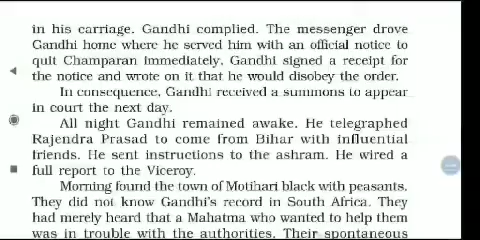 in his carriage. Gandhi complied. The messenger drove
Gandhi home where he served him with an official notice to
quit Champaran immediately. Gandhi signed a receipt for
the notice and wrote on it that he would disobey the order.
In consequence, Gandhi received a summons to appear
in court the next day.
All night Gandhi remained awake. He telegraphed
Rajendra Prasad to come from Bihar with influential
friends. He sent instructions to the ashram. He wired a
full report to the Viceroy.
Morning found the town of Motihari black with peasants.
They did not know Gandhi's record in South Africa. They
had merely heard that a Mahatma who wanted to help them
was in trouble with the authorities. Their spontaneous